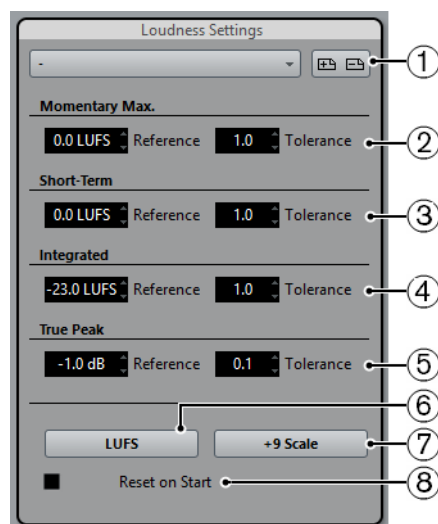 Loudness Settings
-
1
Momentary Max.
0.0 LUFS Reference 1.0 Tolerance 2
Short-Term
0.0 LUFS Reference 1.0 Tolerance 3
Integrated
-23.0 LUFS Reference 1.0 Tolerance 4
True Peak
-1.0 dB Reference 0.1 Tolerance 5
6
LUFS +9 Scale 7
Reset on Start 8